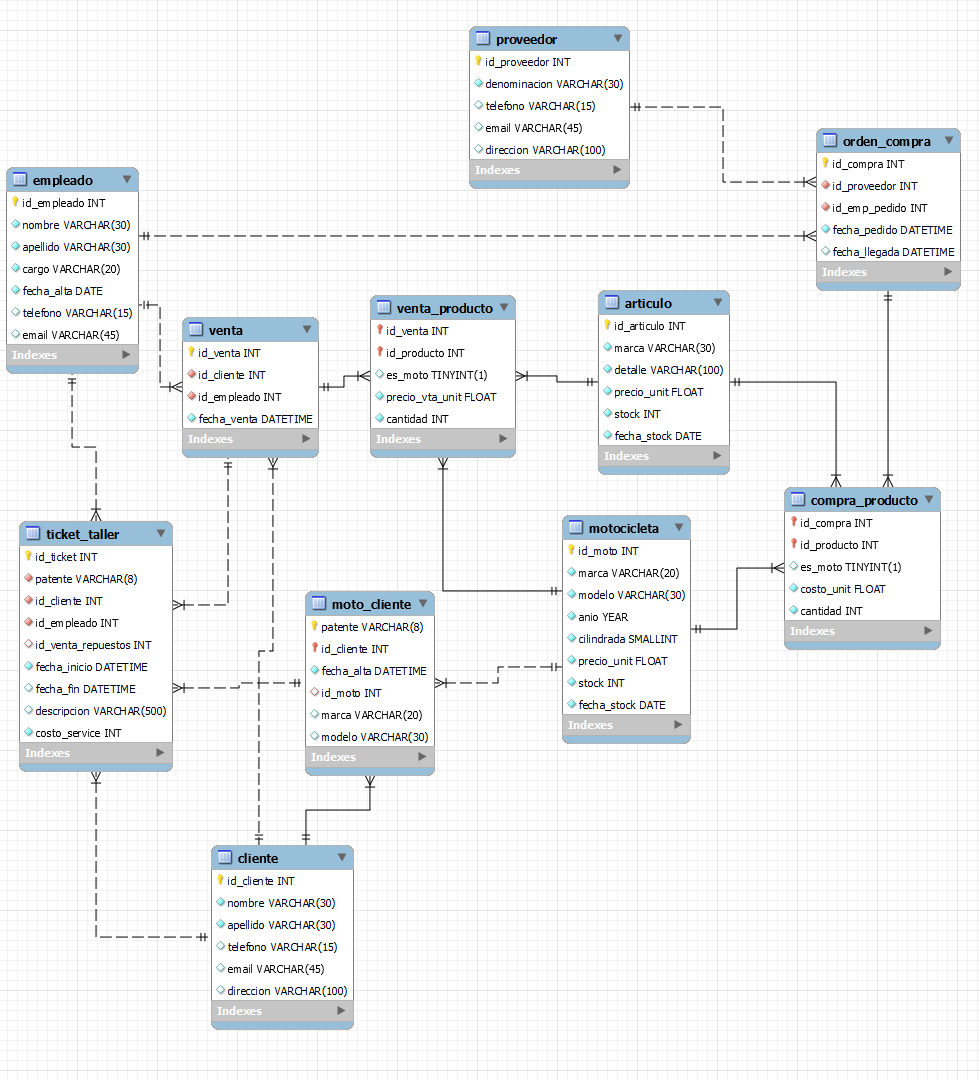 proveedor
id_proveedor INT
denominacion VARCHAR(30)
telefono VARCHAR(15)
email VARCHAR(45)
direccion VARCHAR(100)
Indexes
orden_compra
id_compra INT
id_proveedor INT
id_emp_pedido INT
fecha_pedido DATETIME
fecha_llegada DATETIME
Indexes
empleado
id_empleado INT
nombre VARCHAR(30)
apellido VARCHAR(30)
cargo VARCHAR(20)
fecha_alta DATE
telefono VARCHAR(15)
email VARCHAR(45)
Indexes
venta
id_venta INT
id_cliente INT
id_empleado INT
fecha_venta DATETIME
Indexes
venta_producto
id_venta INT
id_producto INT
es_moto TINYINT(1)
precio_vta_unit FLOAT
cantidad INT
Indexes
articulo
id_articulo INT
marca VARCHAR(30)
detalle VARCHAR(100)
precio_unit FLOAT
stock INT
fecha_stock DATE
Indexes
compra_producto
id_compra INT
id_producto INT
es_moto TINYINT(1)
costo_unit FLOAT
cantidad INT
Indexes
ticket_taller
id_ticket INT
patente VARCHAR(8)
id_cliente INT
id_empleado INT
id_venta_repuestos INT
fecha_inicio DATETIME
fecha_fin DATETIME
descripcion VARCHAR(500)
costo_service INT
Indexes
motocicleta
id_moto INT
marca VARCHAR(20)
modelo VARCHAR(30)
anio YEAR
cilindrada SMALLINT
precio_unit FLOAT
stock INT
fecha_stock DATE
Indexes
moto_cliente
patente VARCHAR(8)
id_cliente INT
fecha_alta DATETIME
id_moto INT
marca VARCHAR(20)
modelo VARCHAR(30)
Indexes
cliente
id_cliente INT
nombre VARCHAR(30)
apellido VARCHAR(30)
telefono VARCHAR(15)
email VARCHAR(45)
direccion VARCHAR(100)
Indexes